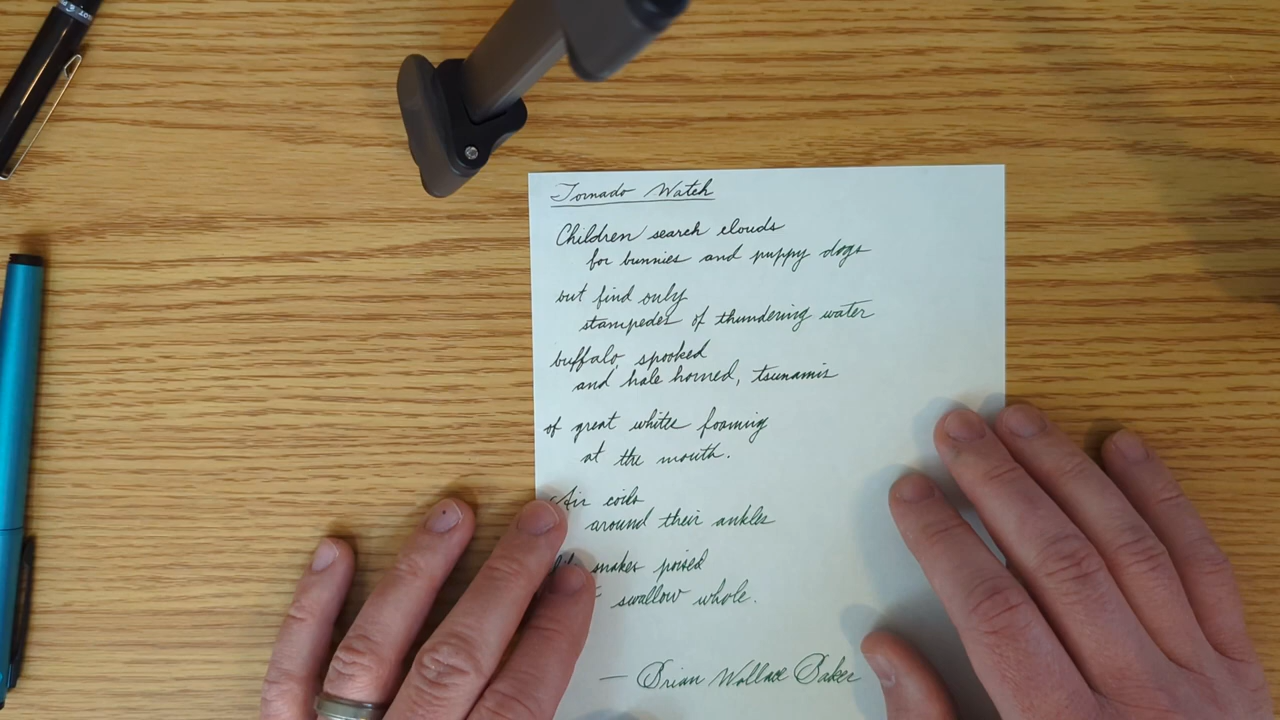 Tornado Watch
Children search clouds
for bunnies and puppy dogs
but find only
stampedes of thundering water
buffalo, spooked
and hale horned, tsunamis
of great whites foaming
at the mouth.
Air coils
around their ankles
snakes poised
swallow whole.
— Brian Wallace Baker